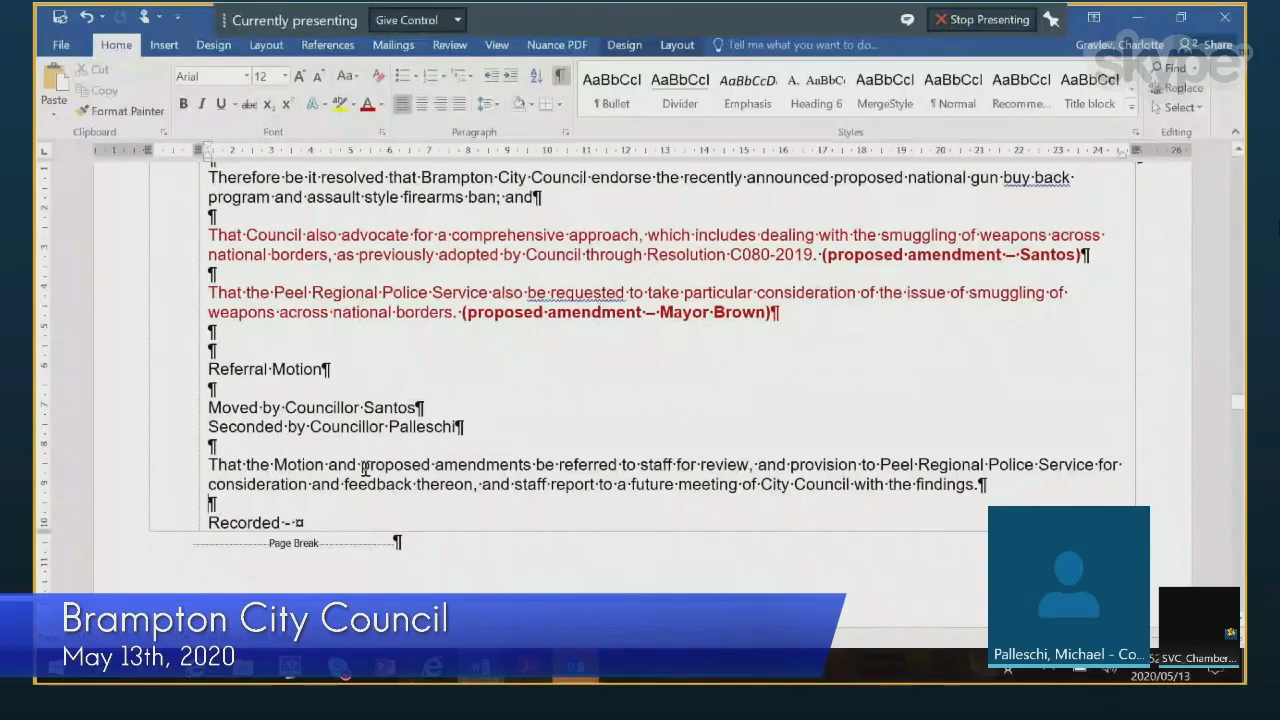 Currently presenting
Give Control
Stop Presenting
File
Home
Insert
Design
Layout
References
Mailings
Review
View
Nuance PDF
Design
Layout
Tell me what you want to do...
Gravlev, Charlotte
Share
skype
Paste
Cut
Copy
Format Painter
Clipboard
Arial
12
Font
Paragraph
AaBbCcI
AaBbCcI
AaBbCcD
A. AaBbC
AaBbCcI
AaBbCcI
AaBbCcI
AaBbCcI
¶ Bullet
Divider
Emphasis
Heading 6
MergeStyle
¶ Normal
Recomme...
Title block
Styles
Find
Replace
Select
Editing
Therefore be it resolved that Brampton City Council endorse the recently announced proposed national gun buy back
program and assault style firearms ban; and¶
¶
That Council also advocate for a comprehensive approach, which includes dealing with the smuggling of weapons across
national borders, as previously adopted by Council through Resolution C080-2019. (proposed amendment – Santos)¶
¶
That the Peel Regional Police Service also be requested to take particular consideration of the issue of smuggling of
weapons across national borders. (proposed amendment – Mayor Brown)¶
¶
¶
Referral Motion¶
¶
Moved by Councillor Santos¶
Seconded by Councillor Palleschi¶
¶
That the Motion and proposed amendments be referred to staff for review, and provision to Peel Regional Police Service for
consideration and feedback thereon, and staff report to a future meeting of City Council with the findings.¶
¶
Recorded - ¤
Page Break ¶
Brampton City Council
May 13th, 2020
Palleschi, Michael - Co...
SVC_Chamber...
2020/05/13